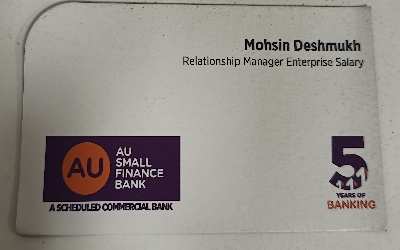 Mohsin Deshmukh
Relationship Manager Enterprise Salary
AU
AU
SMALL
FINANCE
BANK
A SCHEDULED COMMERCIAL BANK
5
YEARS OF
BANKING